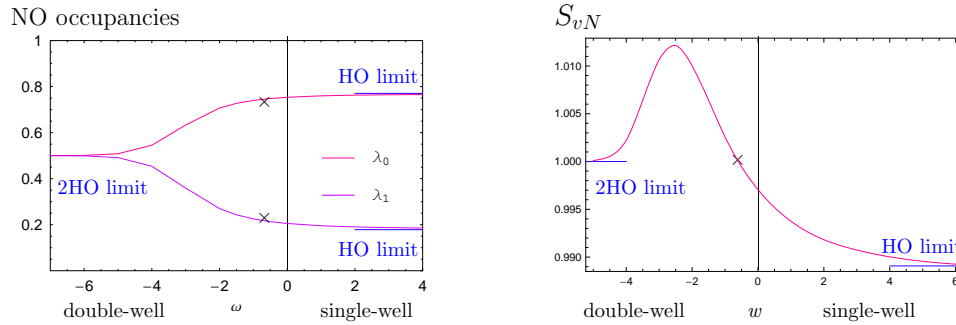 NO occupancies
1
0.8
0.6
0.4
0.2
HO limit
λ0
λ1
2HO limit
HO limit
−6 −4 −2 0 2 4
double-well ω single-well
SvN
1.010
1.005
1.000
0.995
0.990
2HO limit
HO limit
−4 −2 0 2 4 6
double-well w single-well